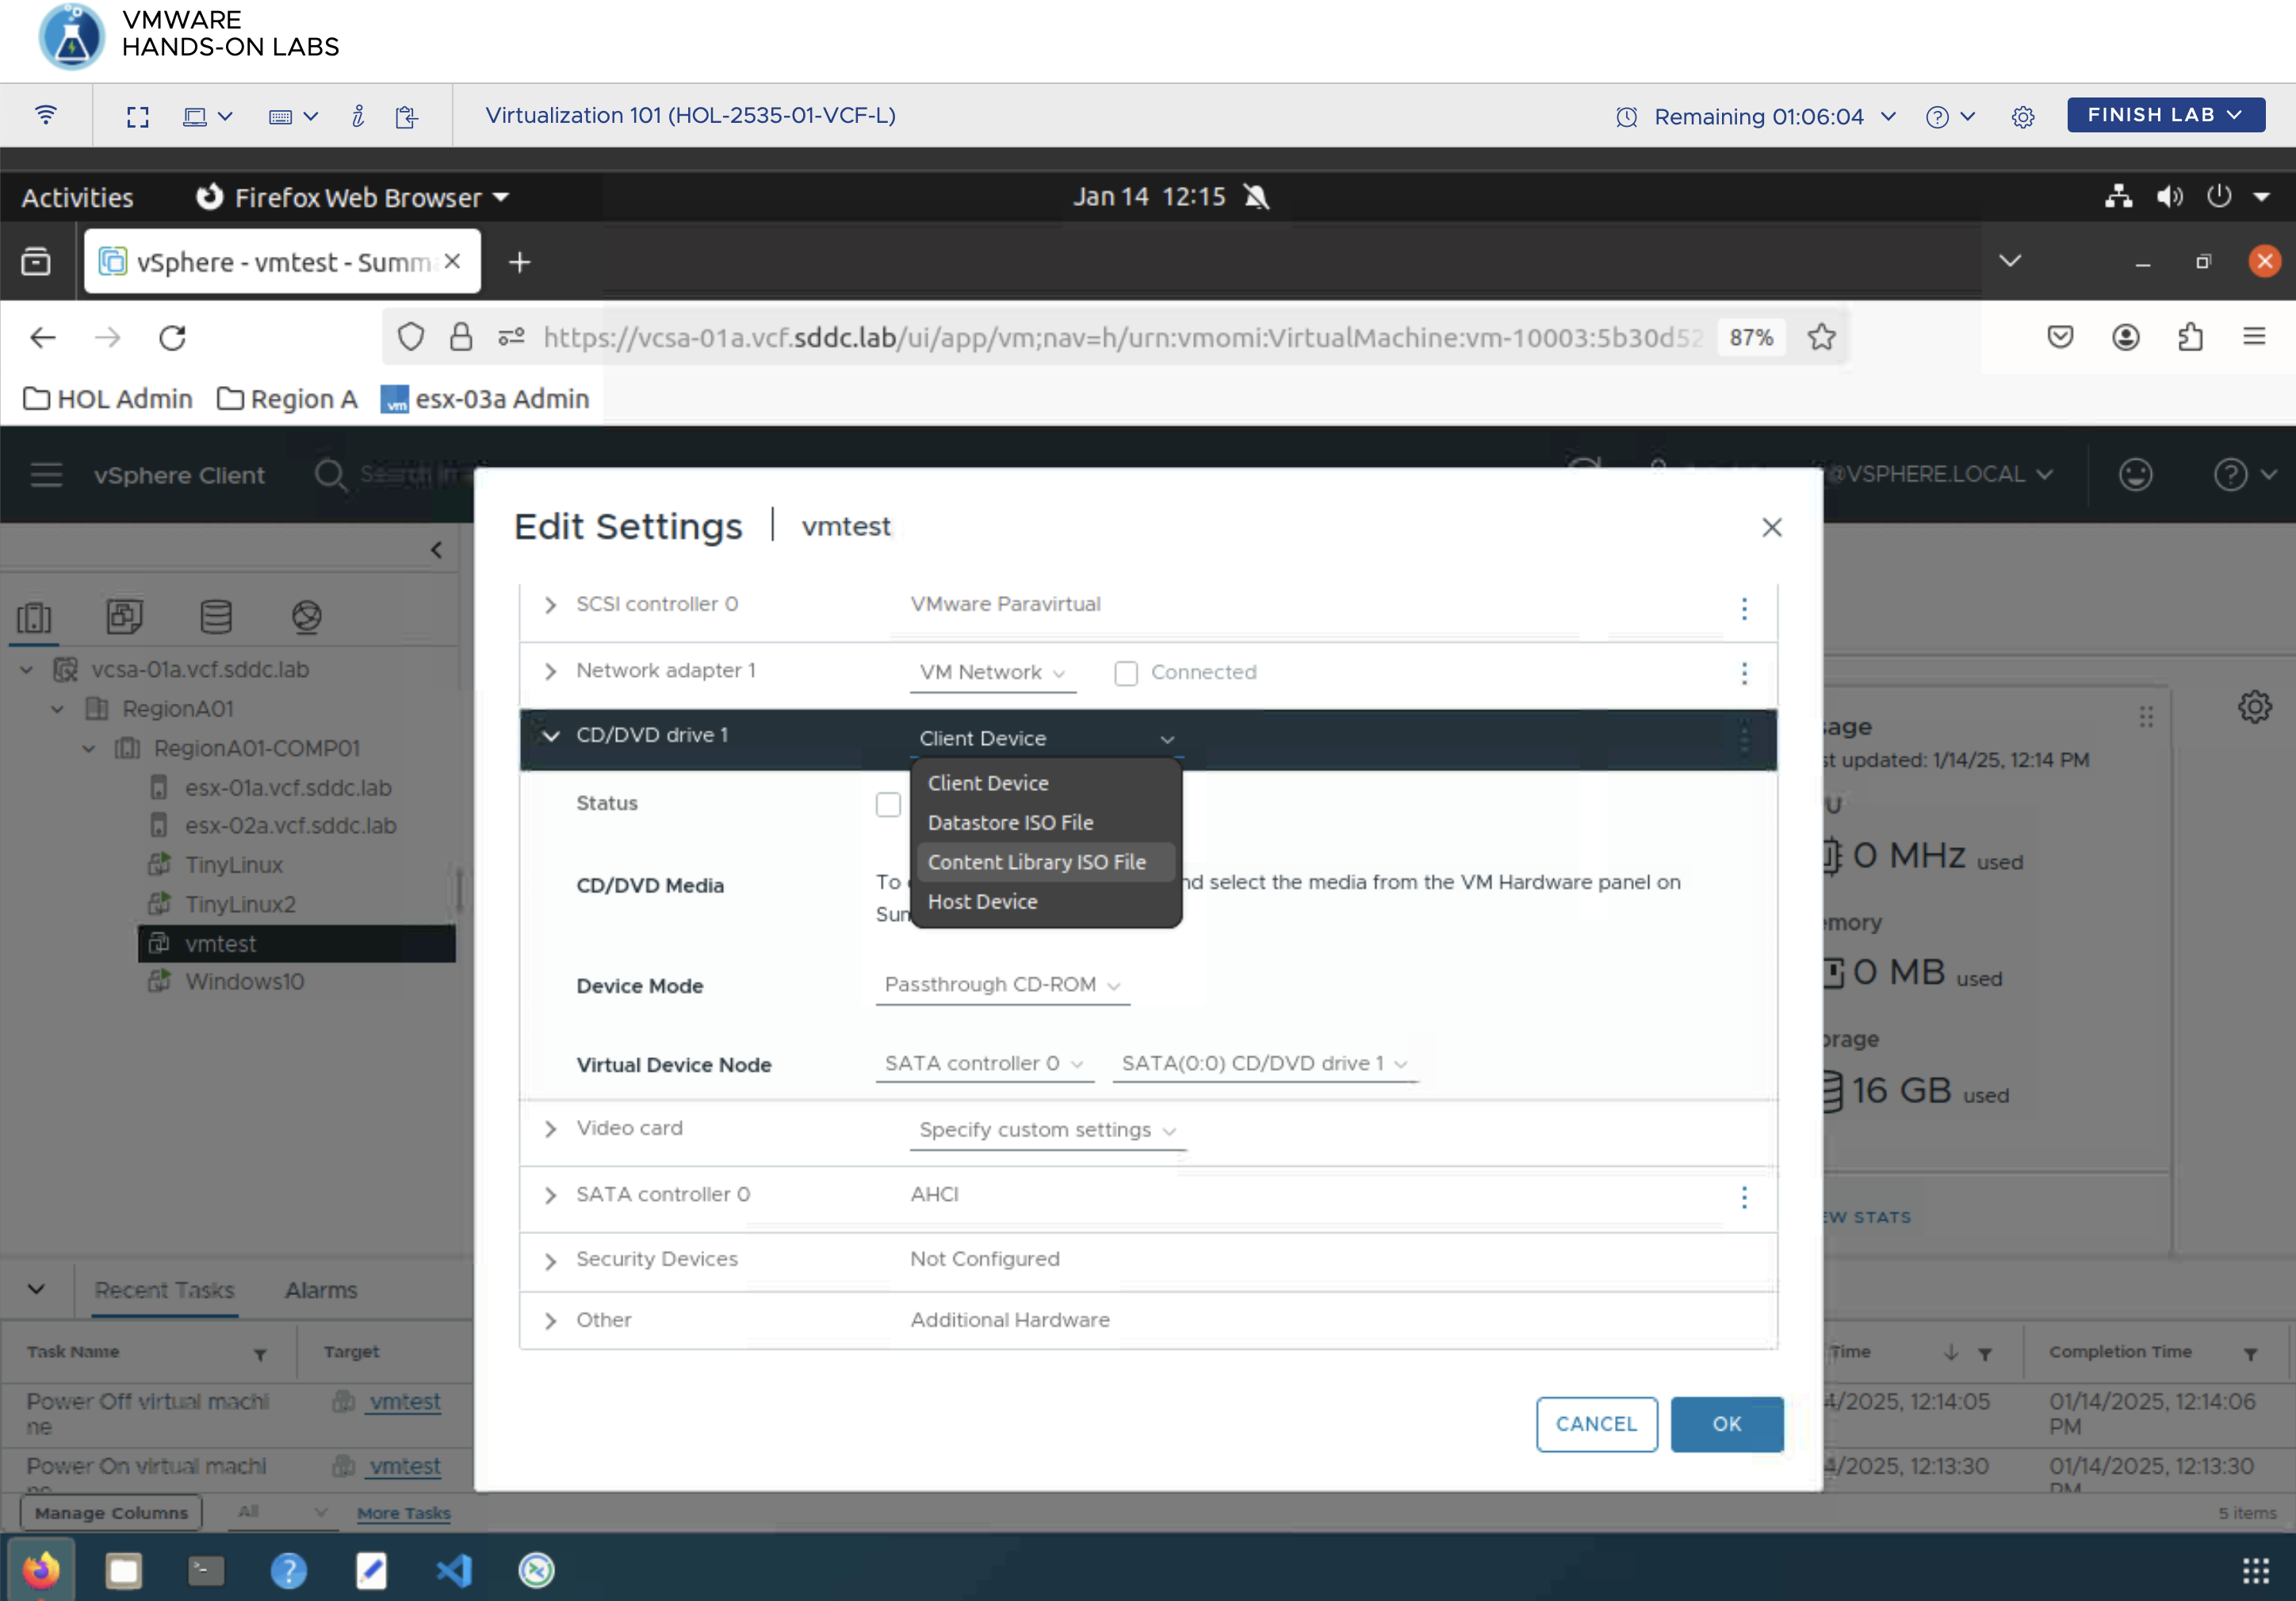 VMWARE
HANDS-ON LABS
Virtualization 101 (HOL-2535-01-VCF-L)
Remaining 01:06:04
FINISH LAB
Activities
Firefox Web Browser
Jan 14 12:15
vSphere - vmtest - Summ
https://vcsa-01a.vcf.sddc.lab/ui/app/vm;nav=h/urn:vmomi:VirtualMachine:vm-10003:5b30d52
87%
HOL Admin
Region A
vm
esx-03a Admin
vSphere Client
@VSPHERE.LOCAL
Edit Settings
vmtest
SCSI controller 0
VMware Paravirtual
Network adapter 1
VM Network
Connected
CD/DVD drive 1
Client Device
Client Device
Datastore ISO File
Content Library ISO File
Host Device
Status
CD/DVD Media
To
nd select the media from the VM Hardware panel on
Device Mode
Passthrough CD-ROM
Virtual Device Node
SATA controller 0
SATA(0:0) CD/DVD drive 1
Video card
Specify custom settings
SATA controller 0
AHCI
Security Devices
Not Configured
Other
Additional Hardware
CANCEL
OK
vcsa-01a.vcf.sddc.lab
RegionA01
RegionA01-COMP01
esx-01a.vcf.sddc.lab
esx-02a.vcf.sddc.lab
TinyLinux
TinyLinux2
vmtest
Windows10
sage
st updated: 1/14/25, 12:14 PM
0 MHz used
emory
0 MB used
orage
16 GB used
EW STATS
Recent Tasks
Alarms
Task Name
Target
Time
Completion Time
Power Off virtual machi
ne
vmtest
4/2025, 12:14:05
01/14/2025, 12:14:06
PM
Power On virtual machi
vmtest
4/2025, 12:13:30
01/14/2025, 12:13:30
PM
Manage Columns
All
More Tasks
5 items